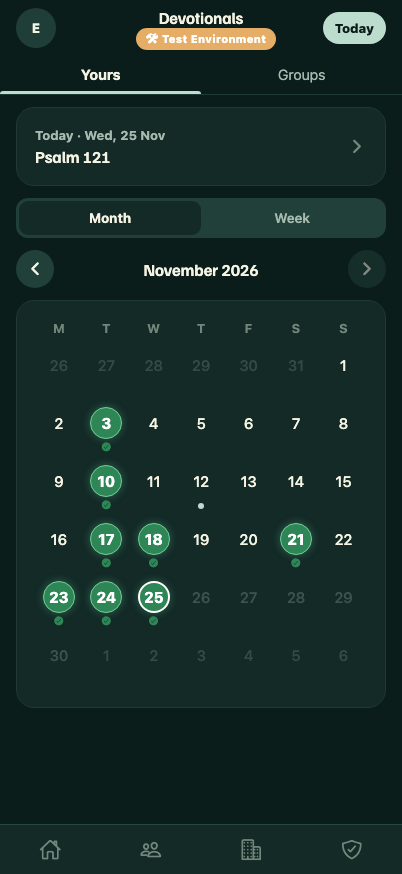 E
Devotionals
🛠 Test Environment
Today
Yours
Groups
Today · Wed, 25 Nov
Psalm 121
Month
Week
November 2026
M T W T F S S
26 27 28 29 30 31 1
2 3 4 5 6 7 8
9 10 11 12 13 14 15
16 17 18 19 20 21 22
23 24 25 26 27 28 29
30 1 2 3 4 5 6